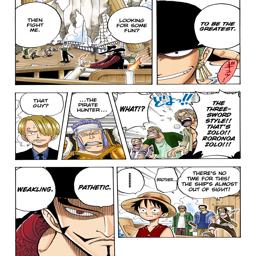 TO BE THE
GREATEST.
LOOKING
FOR SOME
FUN?
THEN
FIGHT
ME.
THE
THREE-
SWORD
STYLE!!
THAT'S
ZOLO!!
RORONOA
ZOLO!!!
WHAT!?
...THE
PIRATE
HUNTER...
THAT
GUY?
THERE'S NO
TIME FOR THIS!
THE SHIP'S ALMOST
OUT OF SIGHT!
BROTHER...
PATHETIC.
WEAKLING.